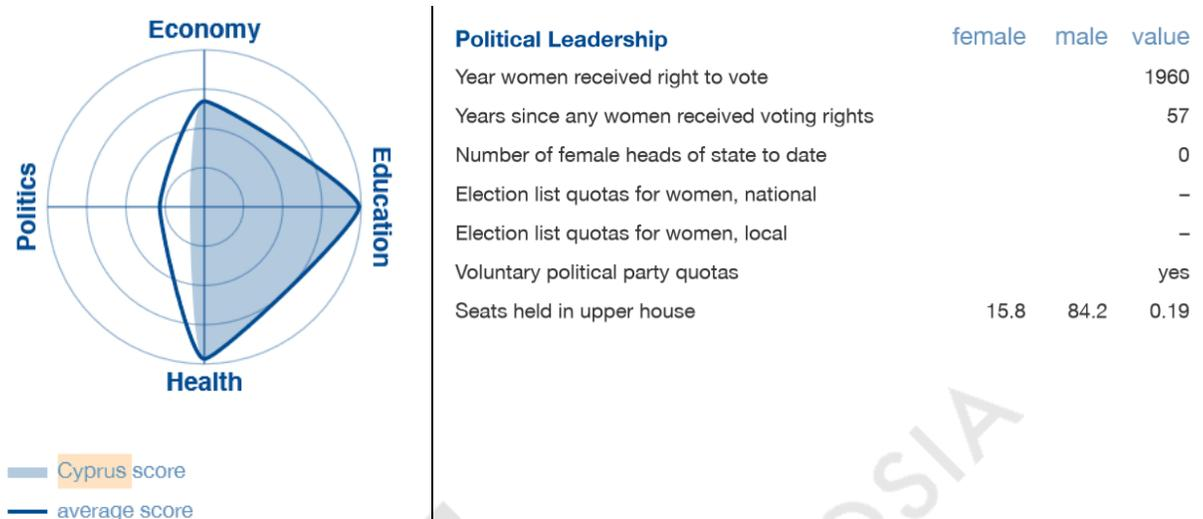 Economy
Politics
Education
Health
Cyprus score
average score
Political Leadership female male value
Year women received right to vote 1960
Years since any women received voting rights 57
Number of female heads of state to date 0
Election list quotas for women, national –
Election list quotas for women, local –
Voluntary political party quotas yes
Seats held in upper house 15.8 84.2 0.19